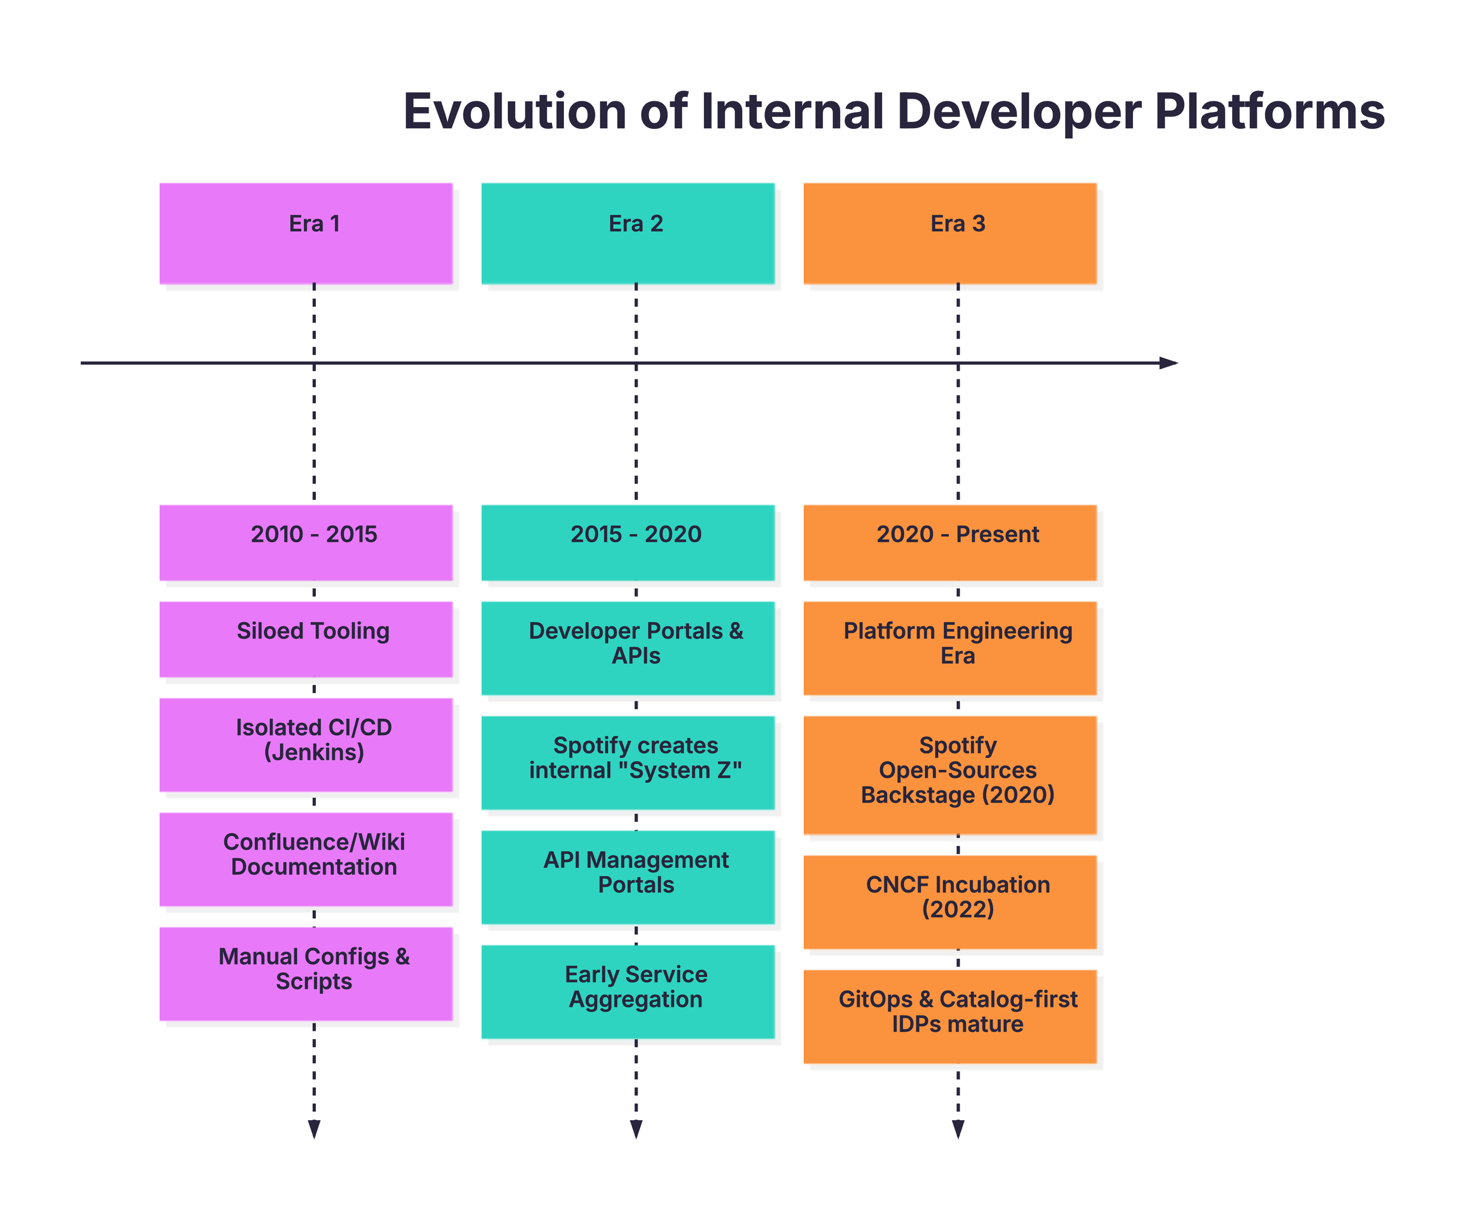 Evolution of Internal Developer Platforms
Era 1
Era 2
Era 3
2010 - 2015
Siloed Tooling
Isolated CI/CD
(Jenkins)
Confluence/Wiki
Documentation
Manual Configs &
Scripts
2015 - 2020
Developer Portals &
APIs
Spotify creates
internal "System Z"
API Management
Portals
Early Service
Aggregation
2020 - Present
Platform Engineering
Era
Spotify
Open-Sources
Backstage (2020)
CNCF Incubation
(2022)
GitOps & Catalog-first
IDPs mature